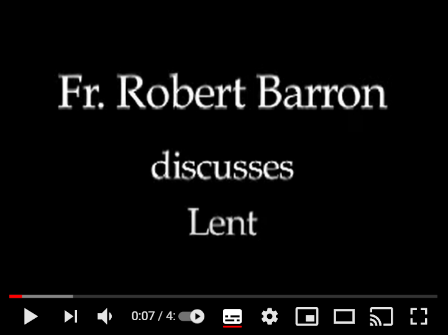 Fr. Robert Barron
discusses
Lent
0:07 / 4: